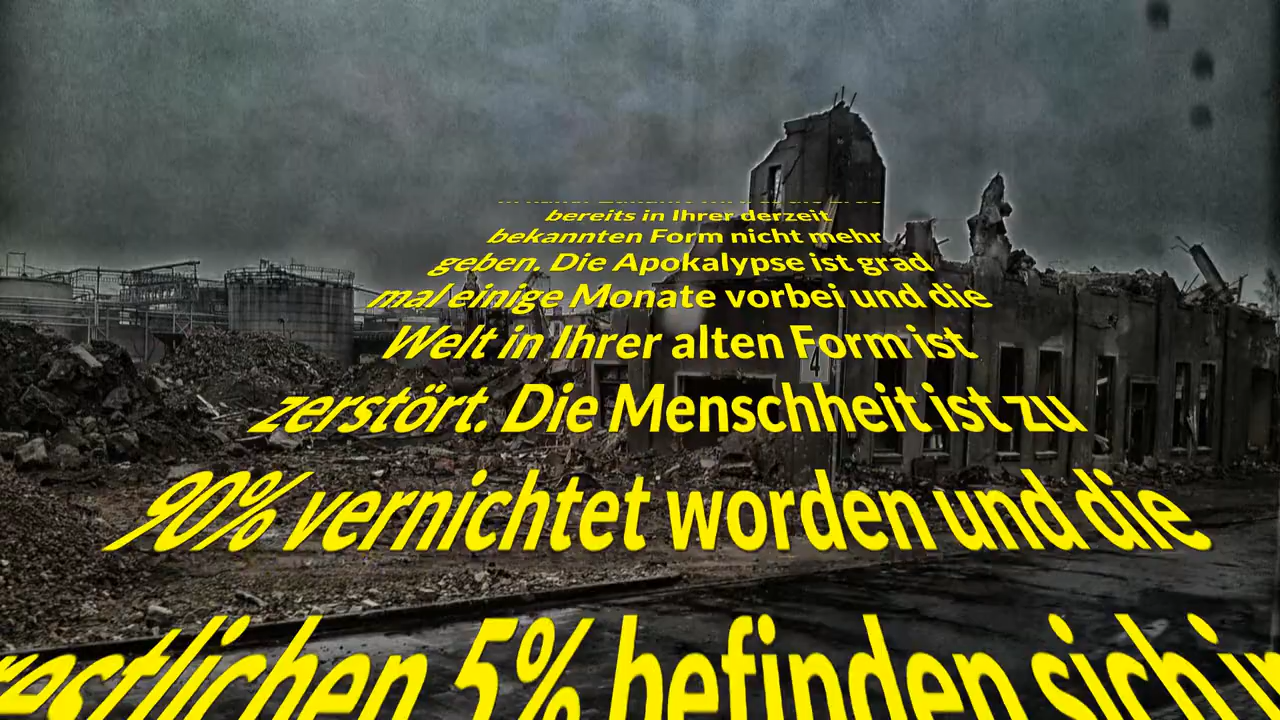 bereits in Ihrer derzeit
bekannten Form nicht mehr
geben. Die Apokalypse ist grad
mal einige Monate vorbei und die
Welt in Ihrer alten Form ist
zerstört. Die Menschheit ist zu
90% vernichtet worden und die
restlichen 5% befinden sich
4